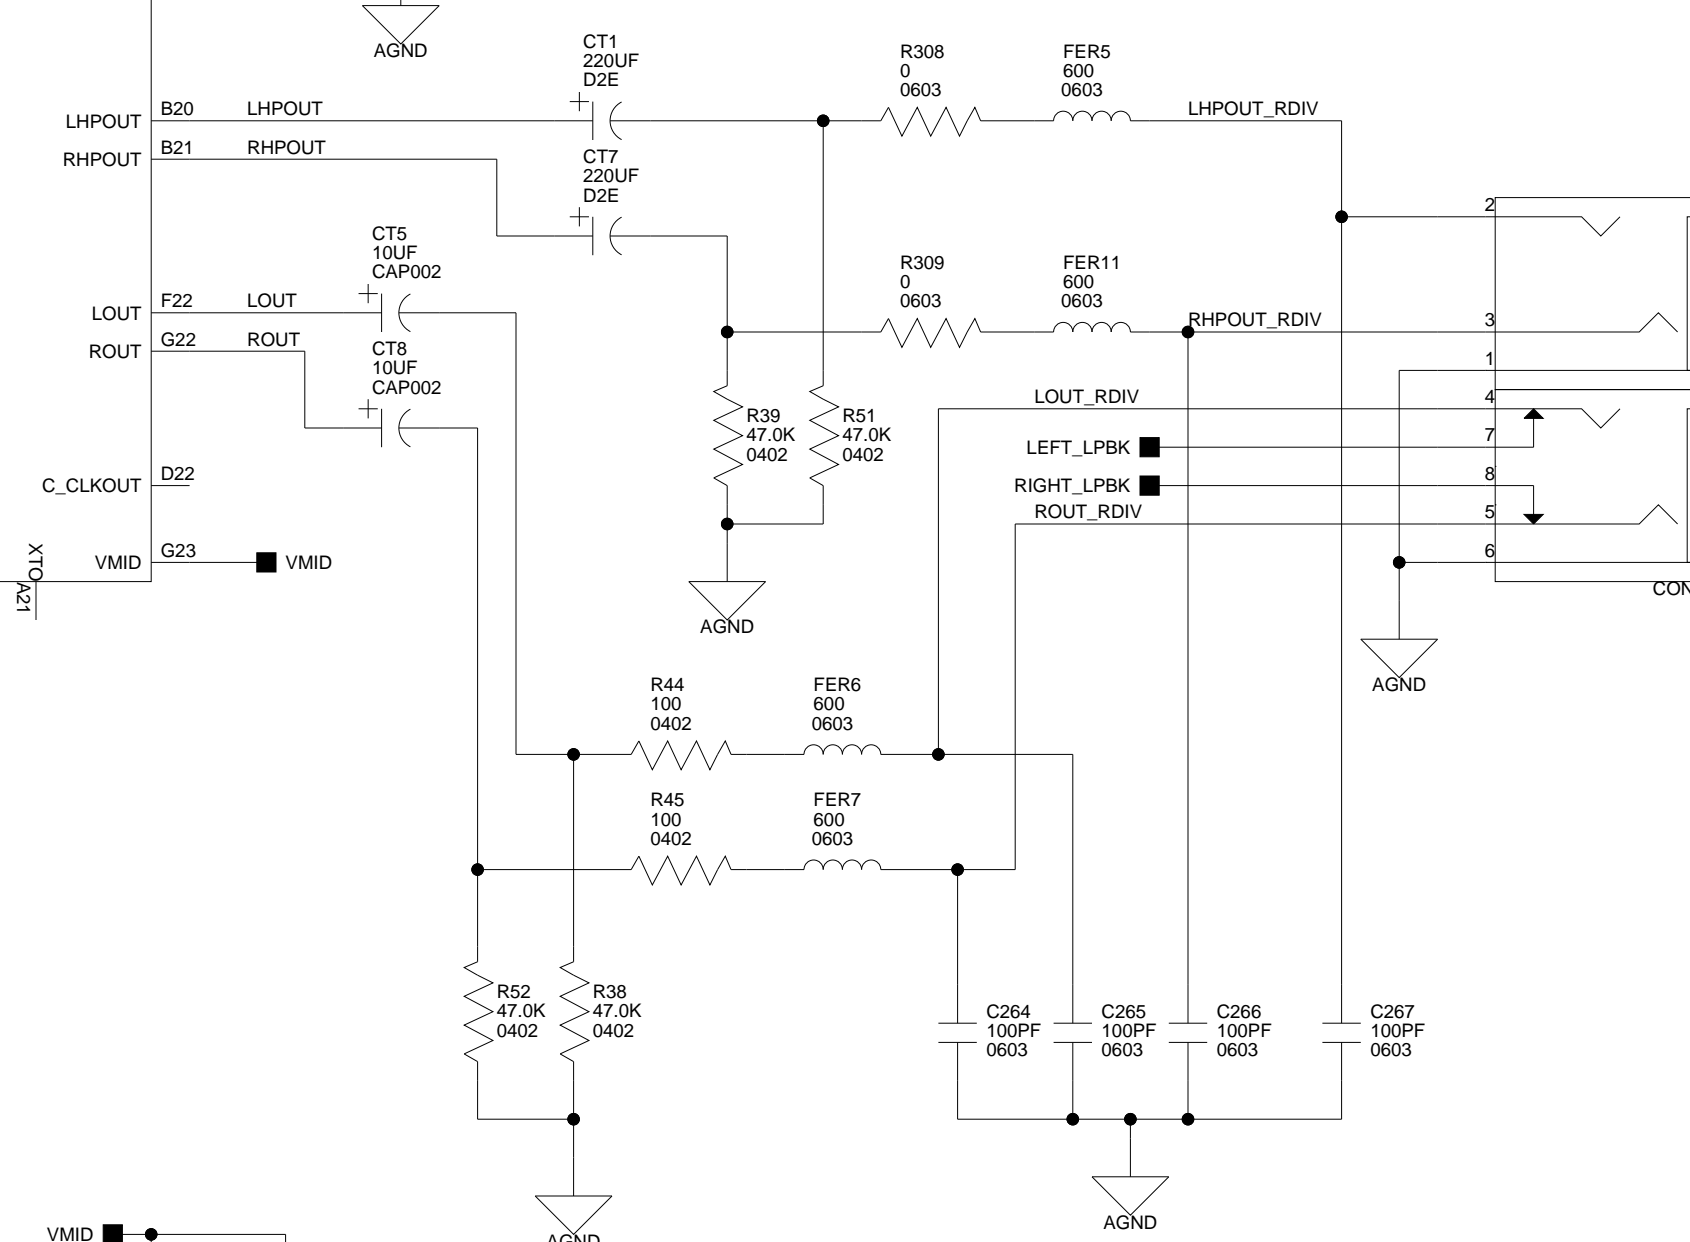 AGND
CT1
220UF
D2E
R308
0
0603
FER5
600
0603
LHPOUT
B20
LHPOUT
LHPOUT_RDIV
RHPOUT
B21
RHPOUT
CT7
220UF
D2E
2
CT5
10UF
CAP002
R309
0
0603
FER11
600
0603
LOUT
F22
LOUT
RHPOUT_RDIV
3
ROUT
G22
ROUT
CT8
10UF
CAP002
1
LOUT_RDIV
4
R39
47.0K
0402
R51
47.0K
0402
LEFT_LPBK
7
C_CLKOUT
D22
RIGHT_LPBK
8
ROUT_RDIV
5
XTO
A21
VMID
G23
VMID
6
CON
AGND
AGND
R44
100
0402
FER6
600
0603
R45
100
0402
FER7
600
0603
R52
47.0K
0402
R38
47.0K
0402
C264
100PF
0603
C265
100PF
0603
C266
100PF
0603
C267
100PF
0603
AGND
AGND
VMID